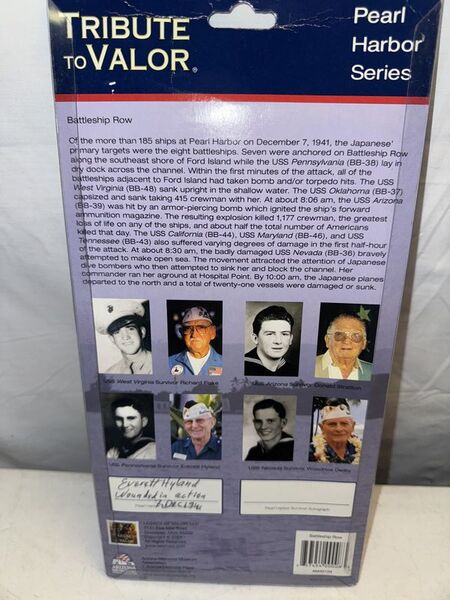 TRIBUTE
TO VALOR®
Pearl
Harbor
Series
Battleship Row
Of the more than 185 ships at Pearl Harbor on December 7, 1941, the Japanese'
primary targets were the eight battleships. Seven were anchored on Battleship Row
along the southeast shore of Ford Island while the USS Pennsylvania (BB-38) lay in
dry dock across the channel. Within the first minutes of the attack, all of the
battleships adjacent to Ford Island had taken bomb and/or torpedo hits. The USS
West Virginia (BB-48) sank upright in the shallow water. The USS Oklahoma (BB-37)
capsized and sank taking 415 crewmen with her. At about 8:06 am, the USS Arizona
(BB-39) was hit by an armor-piercing bomb which ignited the ship's forward
ammunition magazine. The resulting explosion killed 1,177 crewman, the greatest
loss of life on any of the ships, and about half the total number of Americans
killed that day. The USS California (BB-44), USS Maryland (BB-46), and USS
Tennessee (BB-43) also suffered varying degrees of damage in the first half-hour
of the attack. At about 8:30 am, the badly damaged USS Nevada (BB-36) bravely
attempted to make open sea. The movement attracted the attention of Japanese
dive bombers who then attempted to sink her and block the channel. Her
commander ran her aground at Hospital Point. By 10:00 am, the Japanese planes
departed to the north and a total of twenty-one vessels were damaged or sunk.
USS West Virginia Survivor Richard Fiske
USS Arizona Survivor Donald Stratton
USS Pennsylvania Survivor Everett Hyland
USS Nevada Survivor Woodrow Derby
Everett Hyland
Wounded in action
7 DEC 1941
Pearl Harbor Survivor Autograph
LEGACY OF VALOR, LLC
All Rights Reserved
Arizona Memorial Museum
Association
ARIZONA
Battleship Row